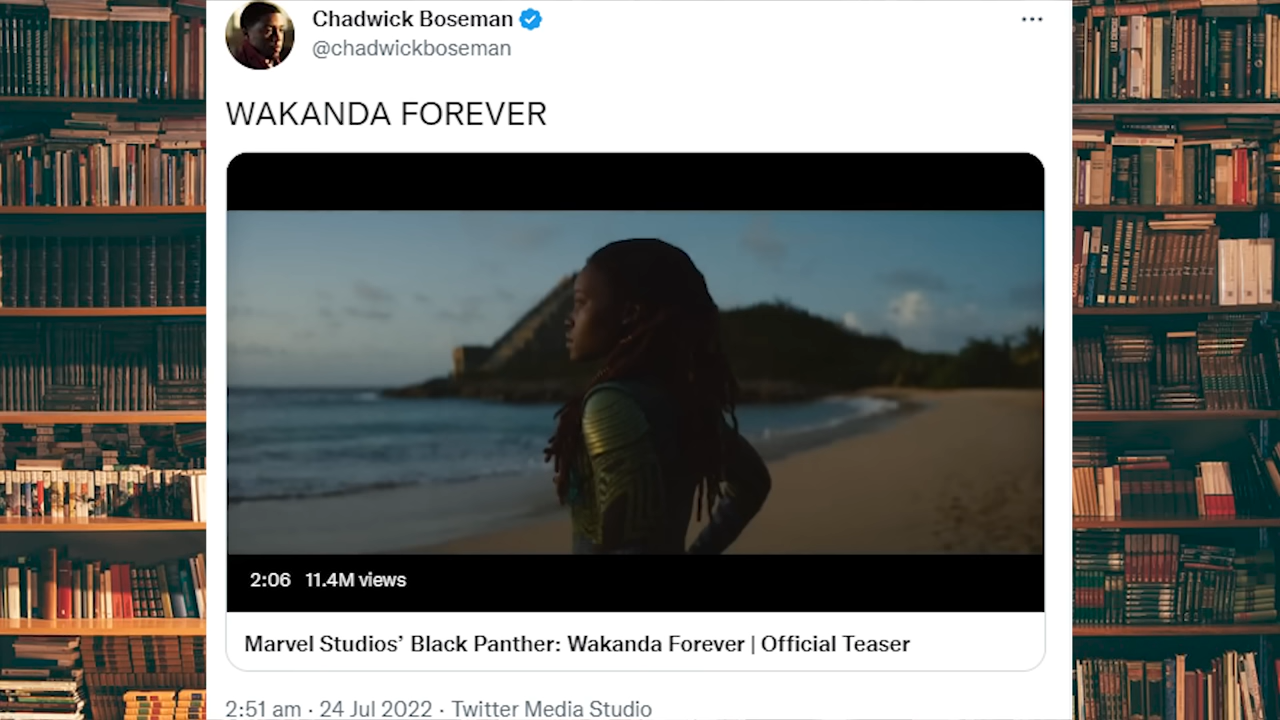 Chadwick Boseman
@chadwickboseman
WAKANDA FOREVER
2:06 11.4M views
Marvel Studios’ Black Panther: Wakanda Forever | Official Teaser
2:51 am · 24 Jul 2022 · Twitter Media Studio